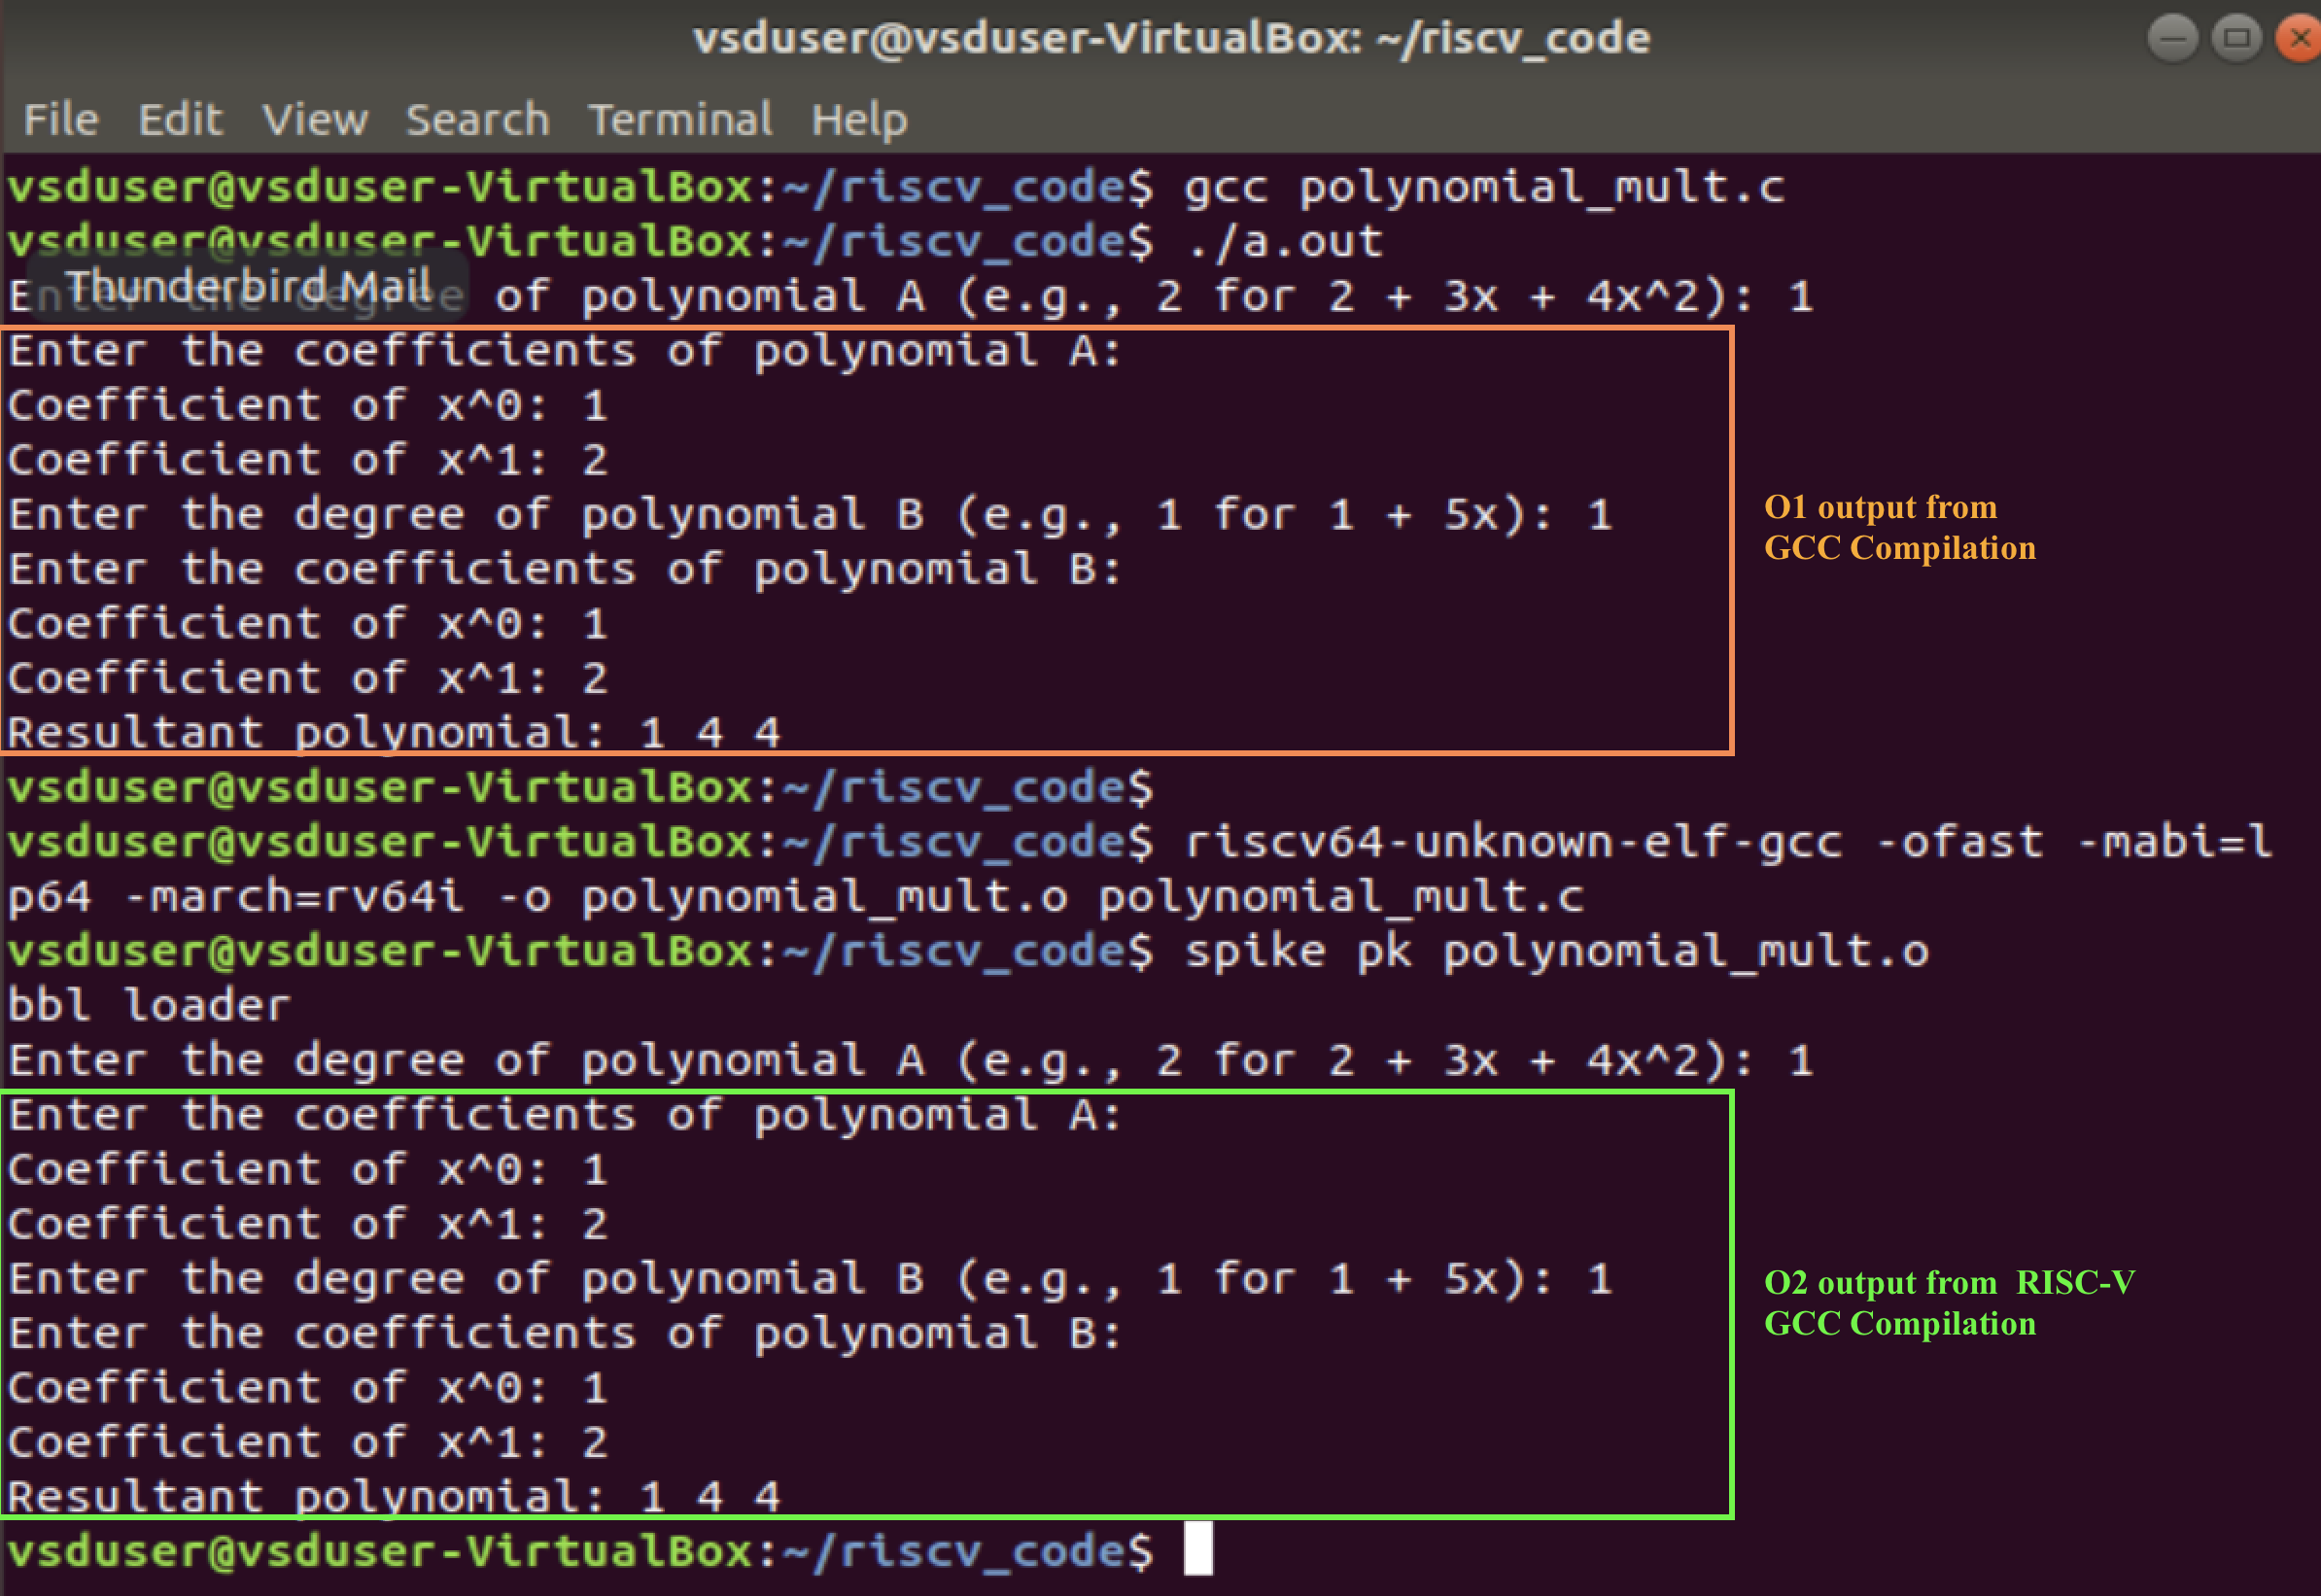 vsduser@vsduser-VirtualBox: ~/riscv_code
File Edit View Search Terminal Help
vsduser@vsduser-VirtualBox:~/riscv_code$ gcc polynomial_mult.c
vsduser@vsduser-VirtualBox:~/riscv_code$ ./a.out
Thunderbird Mail
Enter the degree of polynomial A (e.g., 2 for 2 + 3x + 4x^2): 1
Enter the coefficients of polynomial A:
Coefficient of x^0: 1
Coefficient of x^1: 2
Enter the degree of polynomial B (e.g., 1 for 1 + 5x): 1
Enter the coefficients of polynomial B:
Coefficient of x^0: 1
Coefficient of x^1: 2
Resultant polynomial: 1 4 4
O1 output from
GCC Compilation
vsduser@vsduser-VirtualBox:~/riscv_code$
vsduser@vsduser-VirtualBox:~/riscv_code$ riscv64-unknown-elf-gcc -ofast -mabi=l
p64 -march=rv64i -o polynomial_mult.o polynomial_mult.c
vsduser@vsduser-VirtualBox:~/riscv_code$ spike pk polynomial_mult.o
bbl loader
Enter the degree of polynomial A (e.g., 2 for 2 + 3x + 4x^2): 1
Enter the coefficients of polynomial A:
Coefficient of x^0: 1
Coefficient of x^1: 2
Enter the degree of polynomial B (e.g., 1 for 1 + 5x): 1
Enter the coefficients of polynomial B:
Coefficient of x^0: 1
Coefficient of x^1: 2
Resultant polynomial: 1 4 4
O2 output from  RISC-V
GCC Compilation
vsduser@vsduser-VirtualBox:~/riscv_code$